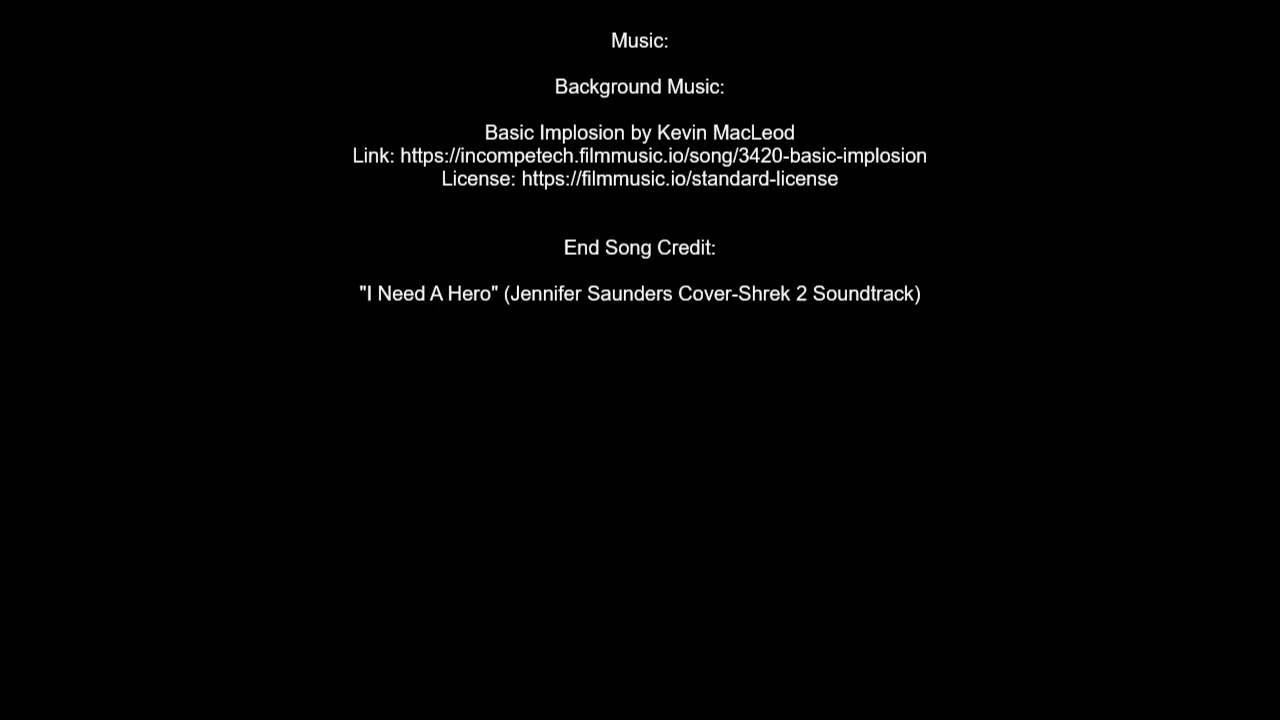 Music:
Background Music:
Basic Implosion by Kevin MacLeod
Link: https://incompetech.filmmusic.io/song/3420-basic-implosion
License: https://filmmusic.io/standard-license
End Song Credit:
"I Need A Hero" (Jennifer Saunders Cover-Shrek 2 Soundtrack)